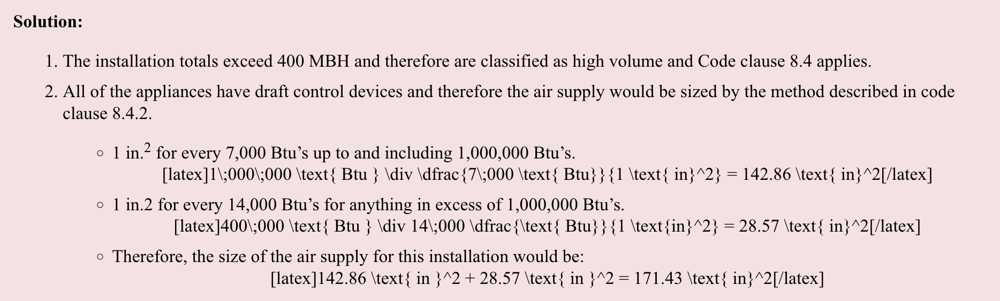 Solution:
1. The installation totals exceed 400 MBH and therefore are classified as high volume and Code clause 8.4 applies.
2. All of the appliances have draft control devices and therefore the air supply would be sized by the method described in code
clause 8.4.2.
◦ 1 in.² for every 7,000 Btu’s up to and including 1,000,000 Btu’s.
[latex]1\;000\;000 \text{ Btu } \div \dfrac{7\;000 \text{ Btu}}{1 \text{ in}^2} = 142.86 \text{ in}^2[/latex]
◦ 1 in.2 for every 14,000 Btu’s for anything in excess of 1,000,000 Btu’s.
[latex]400\;000 \text{ Btu } \div 14\;000 \dfrac{\text{ Btu}}{1 \text{in}^2} = 28.57 \text{ in}^2[/latex]
◦ Therefore, the size of the air supply for this installation would be:
[latex]142.86 \text{ in }^2 + 28.57 \text{ in }^2 = 171.43 \text{ in}^2[/latex]